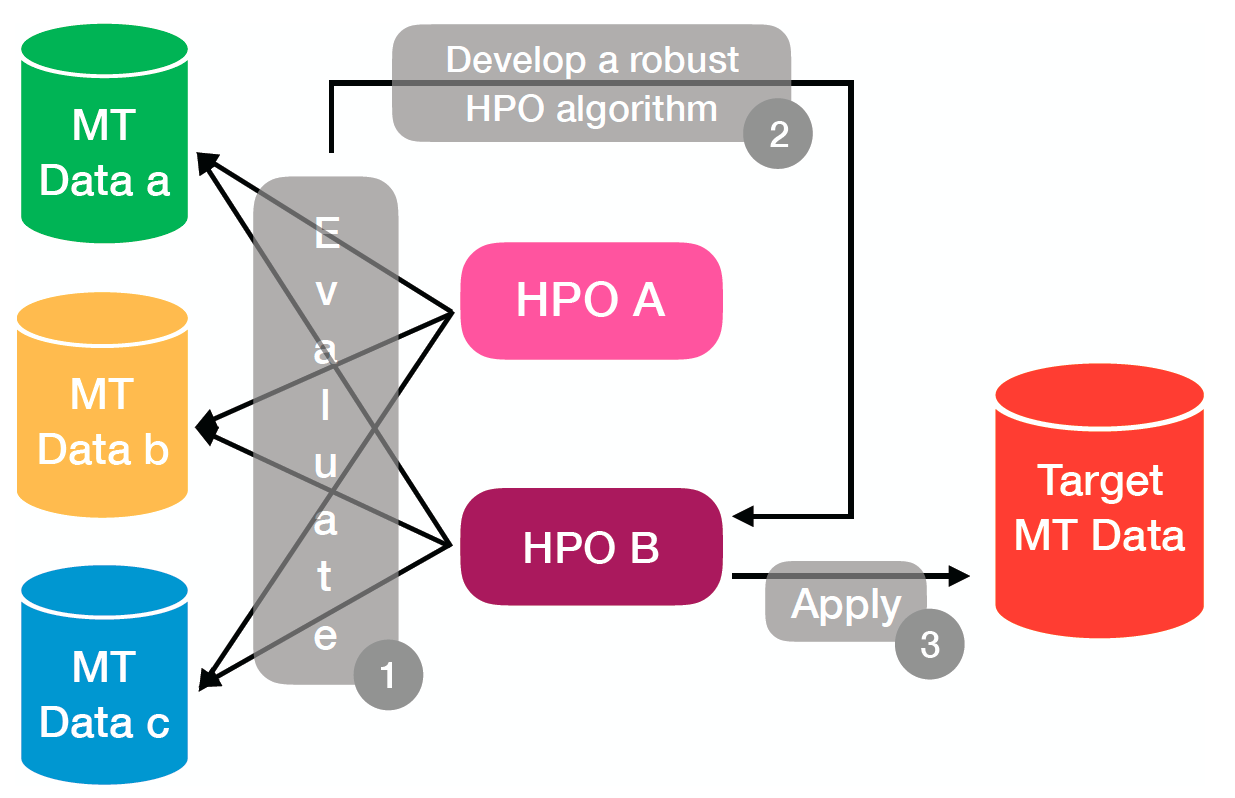 MT
Data a
MT
Data b
MT
Data c
Evaluate
1
Develop a robust
HPO algorithm
2
HPO A
HPO B
Apply
3
Target
MT Data